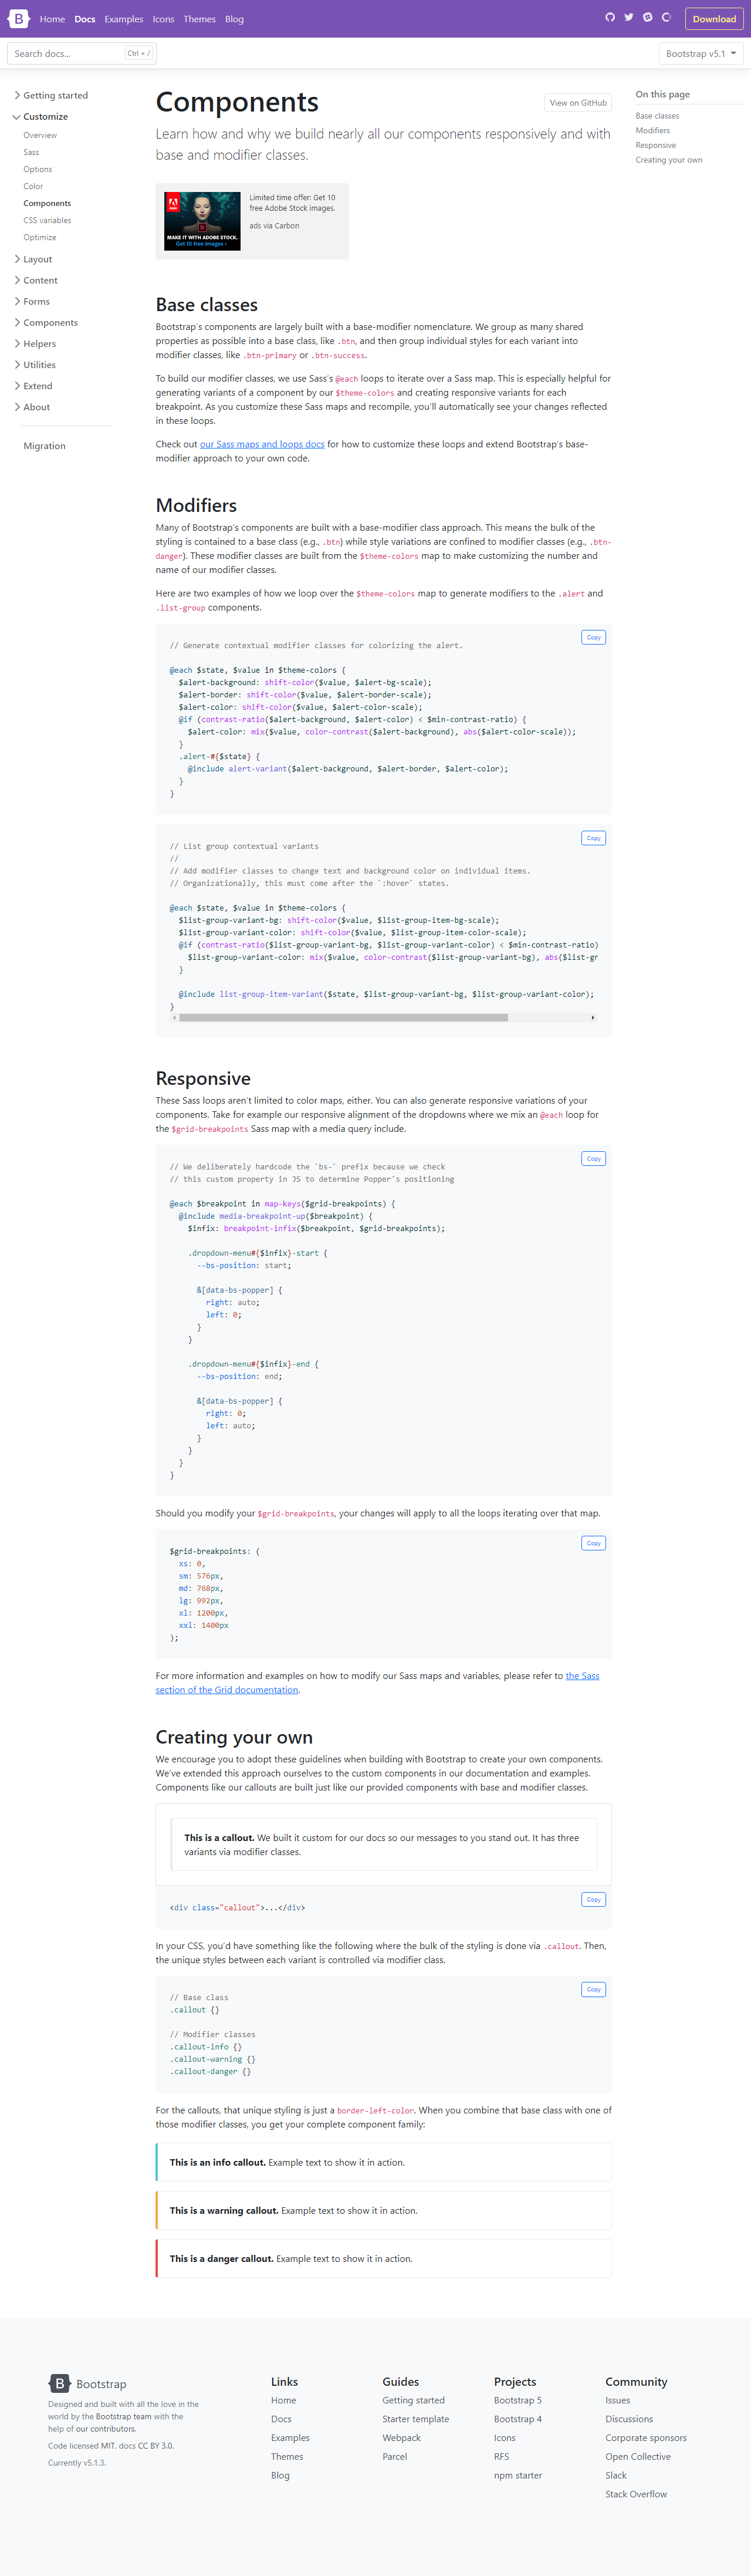 B Home Docs Examples Icons Themes Blog Download
Search docs... Ctrl + / Bootstrap v5.1
Getting started
Customize
Overview
Sass
Options
Color
Components
CSS variables
Optimize
Layout
Content
Forms
Components
Helpers
Utilities
Extend
About
Migration
Components
View on GitHub
Learn how and why we build nearly all our components responsively and with
base and modifier classes.
MAKE IT WITH ADOBE STOCK.
Get 10 free images ›
Limited time offer: Get 10
free Adobe Stock images.
ads via Carbon
On this page
Base classes
Modifiers
Responsive
Creating your own
Base classes
Bootstrap's components are largely built with a base-modifier nomenclature. We group as many shared
properties as possible into a base class, like .btn, and then group individual styles for each variant into
modifier classes, like .btn-primary or .btn-success.
To build our modifier classes, we use Sass's @each loops to iterate over a Sass map. This is especially helpful for
generating variants of a component by our $theme-colors and creating responsive variants for each
breakpoint. As you customize these Sass maps and recompile, you'll automatically see your changes reflected
in these loops.
Check out our Sass maps and loops docs for how to customize these loops and extend Bootstrap's base-
modifier approach to your own code.
Modifiers
Many of Bootstrap's components are built with a base-modifier class approach. This means the bulk of the
styling is contained to a base class (e.g., .btn) while style variations are confined to modifier classes (e.g., .btn-
danger). These modifier classes are built from the $theme-colors map to make customizing the number and
name of our modifier classes.
Here are two examples of how we loop over the $theme-colors map to generate modifiers to the .alert and
.list-group components.
Copy
// Generate contextual modifier classes for colorizing the alert.
@each $state, $value in $theme-colors {
$alert-background: shift-color($value, $alert-bg-scale);
$alert-border: shift-color($value, $alert-border-scale);
$alert-color: shift-color($value, $alert-color-scale);
@if (contrast-ratio($alert-background, $alert-color) < $min-contrast-ratio) {
$alert-color: mix($value, color-contrast($alert-background), abs($alert-color-scale));
}
.alert-#{$state} {
@include alert-variant($alert-background, $alert-border, $alert-color);
}
}
Copy
// List group contextual variants
//
// Add modifier classes to change text and background color on individual items.
// Organizationally, this must come after the `:hover` states.
@each $state, $value in $theme-colors {
$list-group-variant-bg: shift-color($value, $list-group-item-bg-scale);
$list-group-variant-color: shift-color($value, $list-group-item-color-scale);
@if (contrast-ratio($list-group-variant-bg, $list-group-variant-color) < $min-contrast-ratio)
$list-group-variant-color: mix($value, color-contrast($list-group-variant-bg), abs($list-gr
}
@include list-group-item-variant($state, $list-group-variant-bg, $list-group-variant-color);
}
Responsive
These Sass loops aren't limited to color maps, either. You can also generate responsive variations of your
components. Take for example our responsive alignment of the dropdowns where we mix an @each loop for
the $grid-breakpoints Sass map with a media query include.
Copy
// We deliberately hardcode the `bs-` prefix because we check
// this custom property in JS to determine Popper's positioning
@each $breakpoint in map-keys($grid-breakpoints) {
@include media-breakpoint-up($breakpoint) {
$infix: breakpoint-infix($breakpoint, $grid-breakpoints);
.dropdown-menu#{$infix}-start {
--bs-position: start;
&[data-bs-popper] {
right: auto;
left: 0;
}
}
.dropdown-menu#{$infix}-end {
--bs-position: end;
&[data-bs-popper] {
right: 0;
left: auto;
}
}
}
}
Should you modify your $grid-breakpoints, your changes will apply to all the loops iterating over that map.
Copy
$grid-breakpoints: (
xs: 0,
sm: 576px,
md: 768px,
lg: 992px,
xl: 1200px,
xxl: 1400px
);
For more information and examples on how to modify our Sass maps and variables, please refer to the Sass
section of the Grid documentation.
Creating your own
We encourage you to adopt these guidelines when building with Bootstrap to create your own components.
We've extended this approach ourselves to the custom components in our documentation and examples.
Components like our callouts are built just like our provided components with base and modifier classes.
This is a callout. We built it custom for our docs so our messages to you stand out. It has three
variants via modifier classes.
Copy
<div class="callout">...</div>
In your CSS, you'd have something like the following where the bulk of the styling is done via .callout. Then,
the unique styles between each variant is controlled via modifier class.
Copy
// Base class
.callout {}
// Modifier classes
.callout-info {}
.callout-warning {}
.callout-danger {}
For the callouts, that unique styling is just a border-left-color. When you combine that base class with one of
those modifier classes, you get your complete component family:
This is an info callout. Example text to show it in action.
This is a warning callout. Example text to show it in action.
This is a danger callout. Example text to show it in action.
B Bootstrap
Designed and built with all the love in the
world by the Bootstrap team with the
help of our contributors.
Code licensed MIT, docs CC BY 3.0.
Currently v5.1.3.
Links
Home
Docs
Examples
Themes
Blog
Guides
Getting started
Starter template
Webpack
Parcel
Projects
Bootstrap 5
Bootstrap 4
Icons
RFS
npm starter
Community
Issues
Discussions
Corporate sponsors
Open Collective
Slack
Stack Overflow